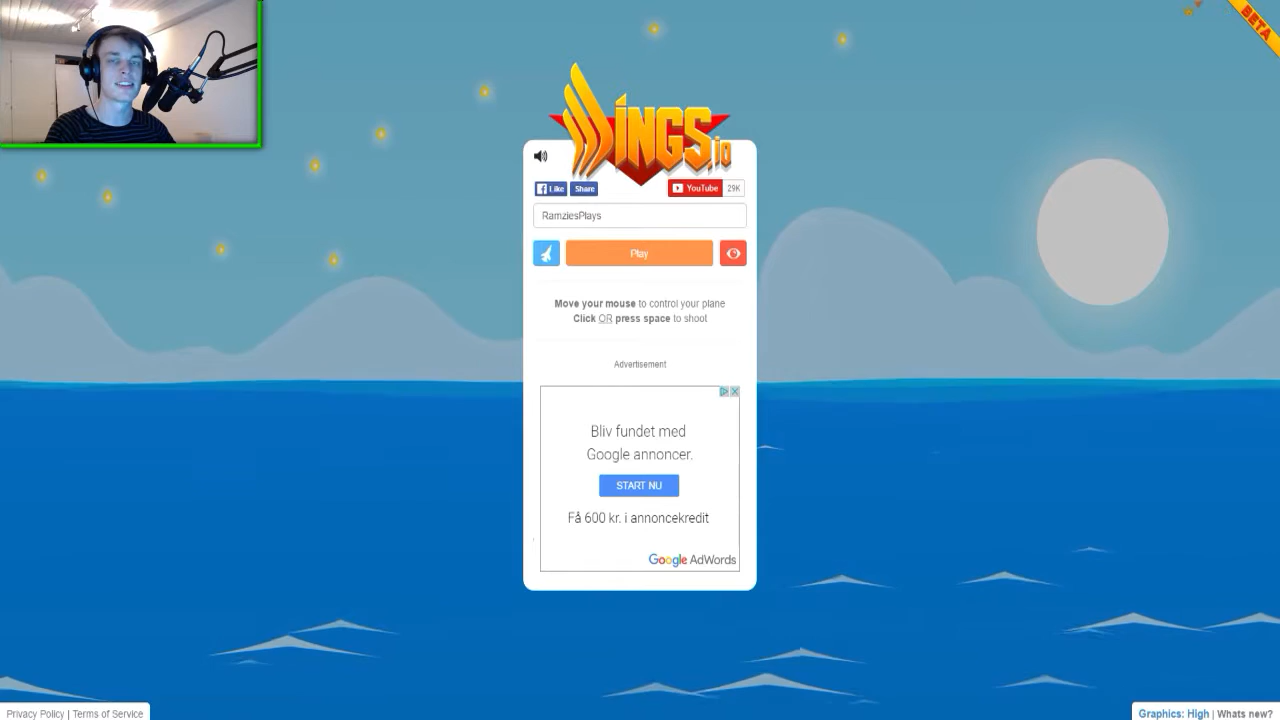 BETA
WINGS.io
Like
Share
YouTube
29K
RamziesPlays
Play
Move your mouse to control your plane
Click OR press space to shoot
Advertisement
Bliv fundet med
Google annoncer.
START NU
Få 600 kr. i annoncekredit
Google AdWords
Privacy Policy | Terms of Service
Graphics: High | Whats new?